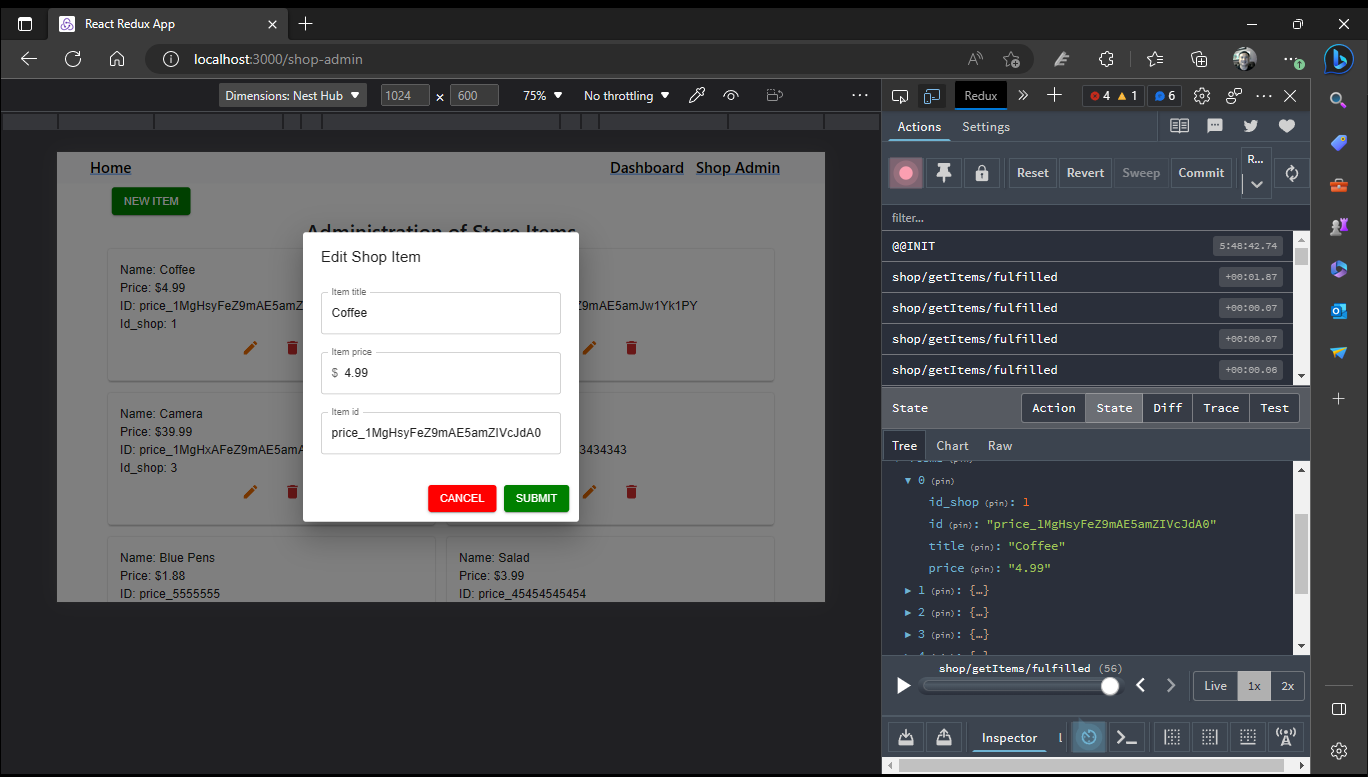 React Redux App
localhost:3000/shop-admin
Dimensions: Nest Hub ▼ 1024 x 600 75% ▼ No throttling ▼
Redux 4 1 6
Actions Settings
Reset Revert Sweep Commit R...
filter...
@@INIT 5:48:42.74
shop/getItems/fulfilled +00:01.87
shop/getItems/fulfilled +00:00.07
shop/getItems/fulfilled +00:00.07
shop/getItems/fulfilled +00:00.06
State Action State Diff Trace Test
Tree Chart Raw
▼ 0 (pin)
id_shop (pin): 1
id (pin): "price_1MgHsyFeZ9mAE5amZIVcJdA0"
title (pin): "Coffee"
price (pin): "4.99"
▶ 1 (pin): {…}
▶ 2 (pin): {…}
▶ 3 (pin): {…}
shop/getItems/fulfilled (56)
Live 1x 2x
Inspector
Home Dashboard Shop Admin
NEW ITEM
Administration of Store Items
Name: Coffee
Price: $4.99
ID: price_1MgHsyFeZ9mAE5amZ
Id_shop: 1
Z9mAE5amJw1Yk1PY
Name: Camera
Price: $39.99
ID: price_1MgHxAFeZ9mAE5amA
Id_shop: 3
3434343
Name: Blue Pens
Price: $1.88
ID: price_5555555
Name: Salad
Price: $3.99
ID: price_45454545454
Edit Shop Item
Item title
Coffee
Item price
$ 4.99
Item id
price_1MgHsyFeZ9mAE5amZIVcJdA0
CANCEL SUBMIT